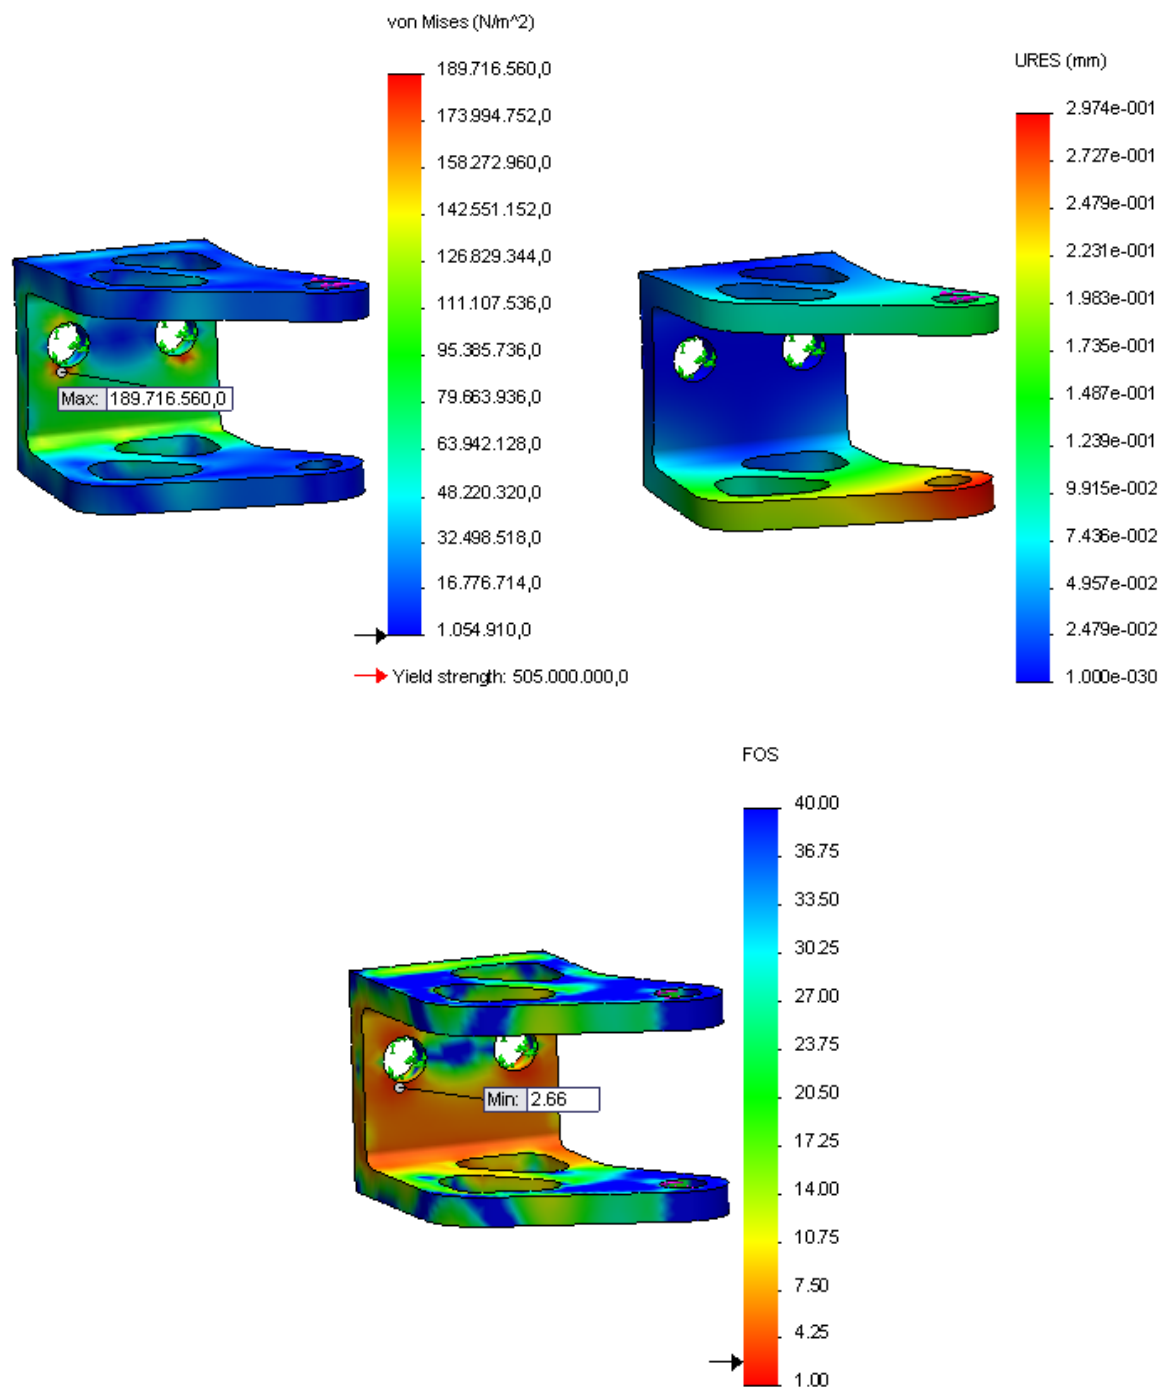 von Mises (N/m^2)
189.716.560,0
173.994.752,0
158.272.960,0
142.551.152,0
126.829.344,0
111.107.536,0
95.385.736,0
79.663.936,0
63.942.128,0
48.220.320,0
32.498.518,0
16.776.714,0
1.054.910,0
Yield strength: 505.000.000,0
Max: 189.716.560,0
URES (mm)
2.974e-001
2.727e-001
2.479e-001
2.231e-001
1.983e-001
1.735e-001
1.487e-001
1.239e-001
9.915e-002
7.436e-002
4.957e-002
2.479e-002
1.000e-030
FOS
40.00
36.75
33.50
30.25
27.00
23.75
20.50
17.25
14.00
10.75
7.50
4.25
1.00
Min: 2.66